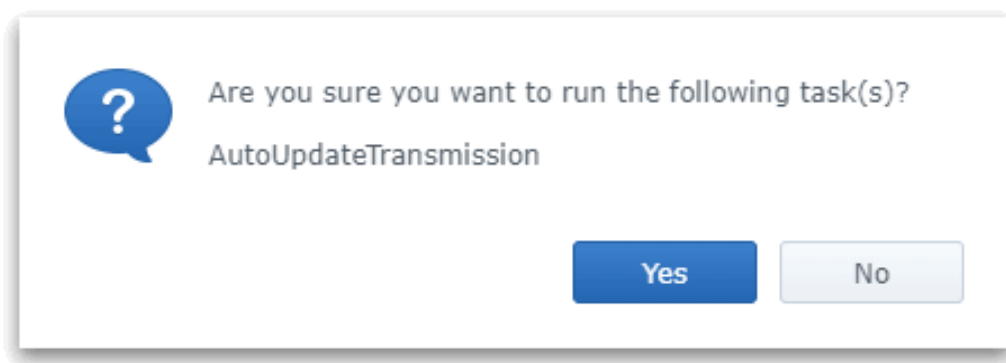 ?
Are you sure you want to run the following task(s)?
AutoUpdateTransmission
Yes No